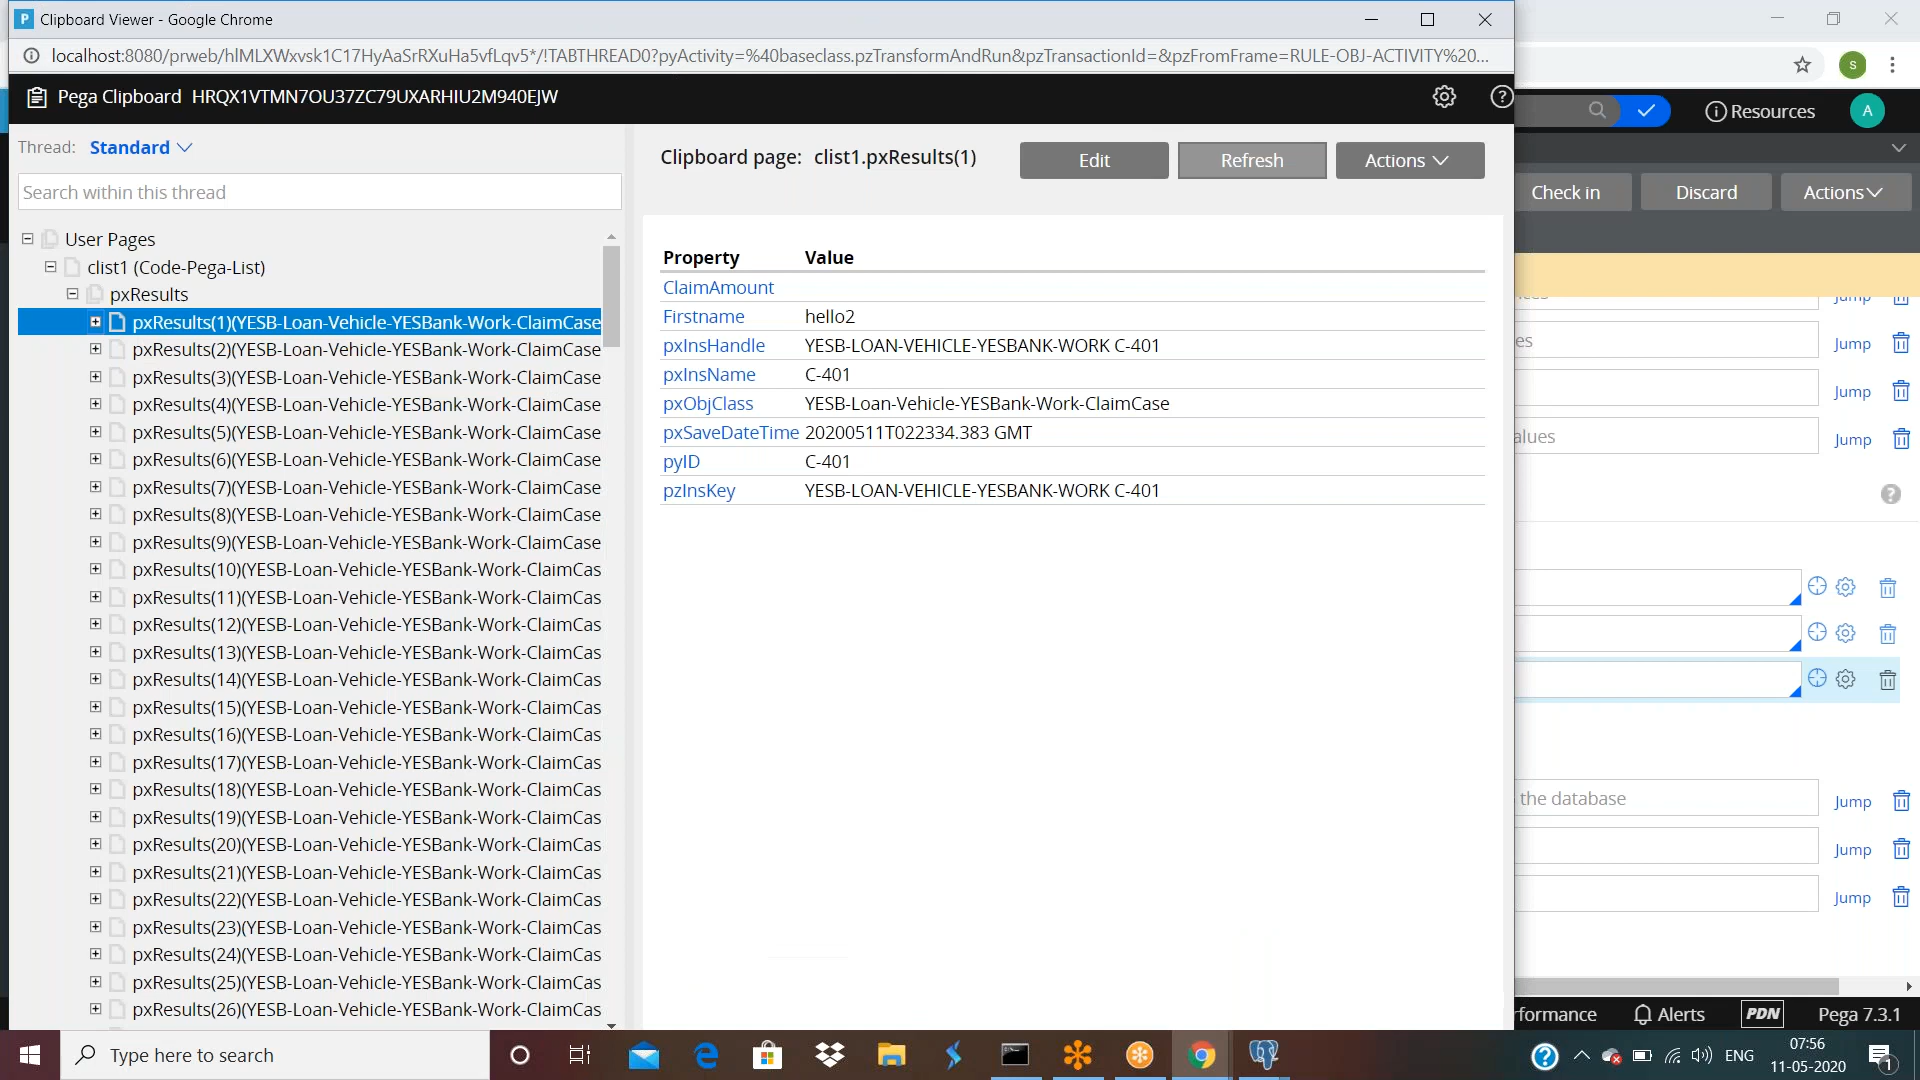 Clipboard Viewer - Google Chrome
localhost:8080/prweb/hlMLXWxvsk1C17HyAaSrRXuHa5vfLqv5*/!TABTHREAD0?pyActivity=%40baseclass.pzTransformAndRun&pzTransactionId=&pzFromFrame=RULE-OBJ-ACTIVITY%20...
S
Pega Clipboard HRQX1VTMN7OU37ZC79UXARHIU2M940EJW
Resources
A
Thread: Standard
Clipboard page: clist1.pxResults(1)
Edit
Refresh
Actions
Check in
Discard
Actions
Search within this thread
User Pages
clist1 (Code-Pega-List)
pxResults
pxResults(1)(YESB-Loan-Vehicle-YESBank-Work-ClaimCase
pxResults(2)(YESB-Loan-Vehicle-YESBank-Work-ClaimCase
pxResults(3)(YESB-Loan-Vehicle-YESBank-Work-ClaimCase
pxResults(4)(YESB-Loan-Vehicle-YESBank-Work-ClaimCase
pxResults(5)(YESB-Loan-Vehicle-YESBank-Work-ClaimCase
pxResults(6)(YESB-Loan-Vehicle-YESBank-Work-ClaimCase
pxResults(7)(YESB-Loan-Vehicle-YESBank-Work-ClaimCase
pxResults(8)(YESB-Loan-Vehicle-YESBank-Work-ClaimCase
pxResults(9)(YESB-Loan-Vehicle-YESBank-Work-ClaimCase
pxResults(10)(YESB-Loan-Vehicle-YESBank-Work-ClaimCas
pxResults(11)(YESB-Loan-Vehicle-YESBank-Work-ClaimCas
pxResults(12)(YESB-Loan-Vehicle-YESBank-Work-ClaimCas
pxResults(13)(YESB-Loan-Vehicle-YESBank-Work-ClaimCas
pxResults(14)(YESB-Loan-Vehicle-YESBank-Work-ClaimCas
pxResults(15)(YESB-Loan-Vehicle-YESBank-Work-ClaimCas
pxResults(16)(YESB-Loan-Vehicle-YESBank-Work-ClaimCas
pxResults(17)(YESB-Loan-Vehicle-YESBank-Work-ClaimCas
pxResults(18)(YESB-Loan-Vehicle-YESBank-Work-ClaimCas
pxResults(19)(YESB-Loan-Vehicle-YESBank-Work-ClaimCas
pxResults(20)(YESB-Loan-Vehicle-YESBank-Work-ClaimCas
pxResults(21)(YESB-Loan-Vehicle-YESBank-Work-ClaimCas
pxResults(22)(YESB-Loan-Vehicle-YESBank-Work-ClaimCas
pxResults(23)(YESB-Loan-Vehicle-YESBank-Work-ClaimCas
pxResults(24)(YESB-Loan-Vehicle-YESBank-Work-ClaimCas
pxResults(25)(YESB-Loan-Vehicle-YESBank-Work-ClaimCas
pxResults(26)(YESB-Loan-Vehicle-YESBank-Work-ClaimCas
Property Value
ClaimAmount
Firstname hello2
pxInsHandle YESB-LOAN-VEHICLE-YESBANK-WORK C-401
pxInsName C-401
pxObjClass YESB-Loan-Vehicle-YESBank-Work-ClaimCase
pxSaveDateTime 20200511T022334.383 GMT
pyID C-401
pzInsKey YESB-LOAN-VEHICLE-YESBANK-WORK C-401
Jump
es Jump
Jump
alues Jump
the database Jump
Jump
Jump
rformance
Alerts
PDN
Pega 7.3.1
Type here to search
ENG
07:56
11-05-2020
1